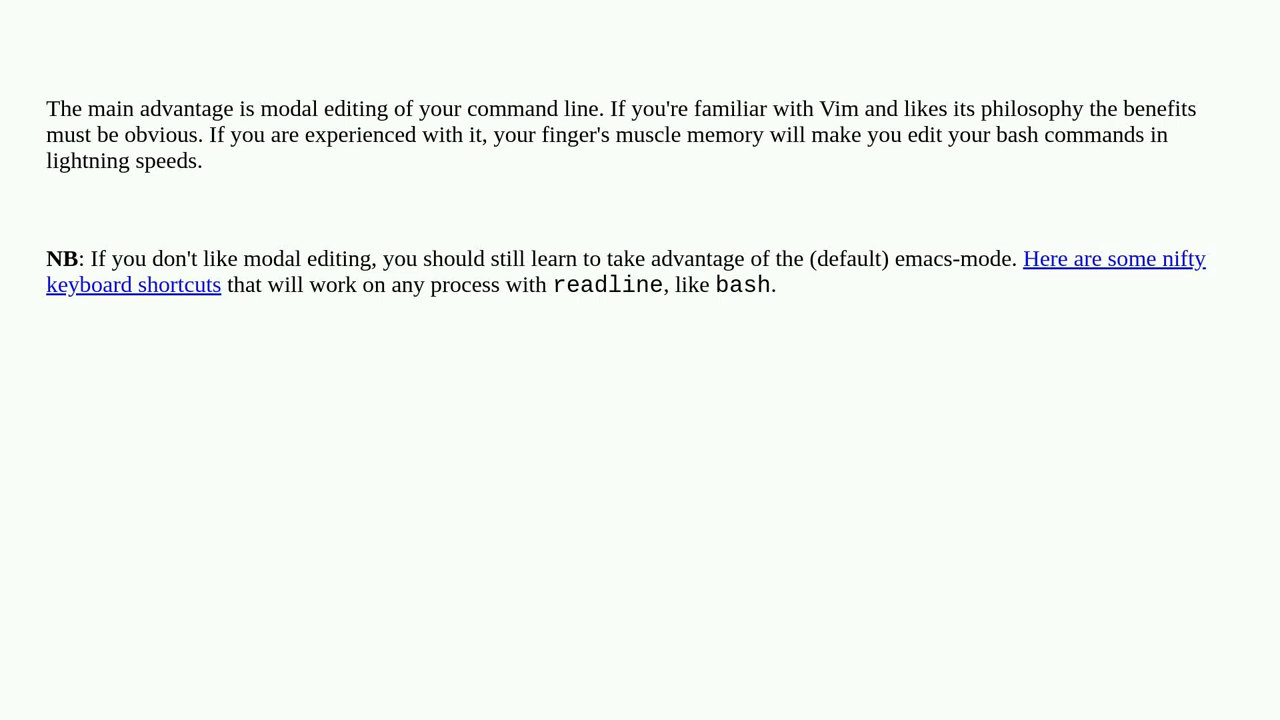 The main advantage is modal editing of your command line. If you're familiar with Vim and likes its philosophy the benefits
must be obvious. If you are experienced with it, your finger's muscle memory will make you edit your bash commands in
lightning speeds.
NB: If you don't like modal editing, you should still learn to take advantage of the (default) emacs-mode. Here are some nifty
keyboard shortcuts that will work on any process with readline, like bash.